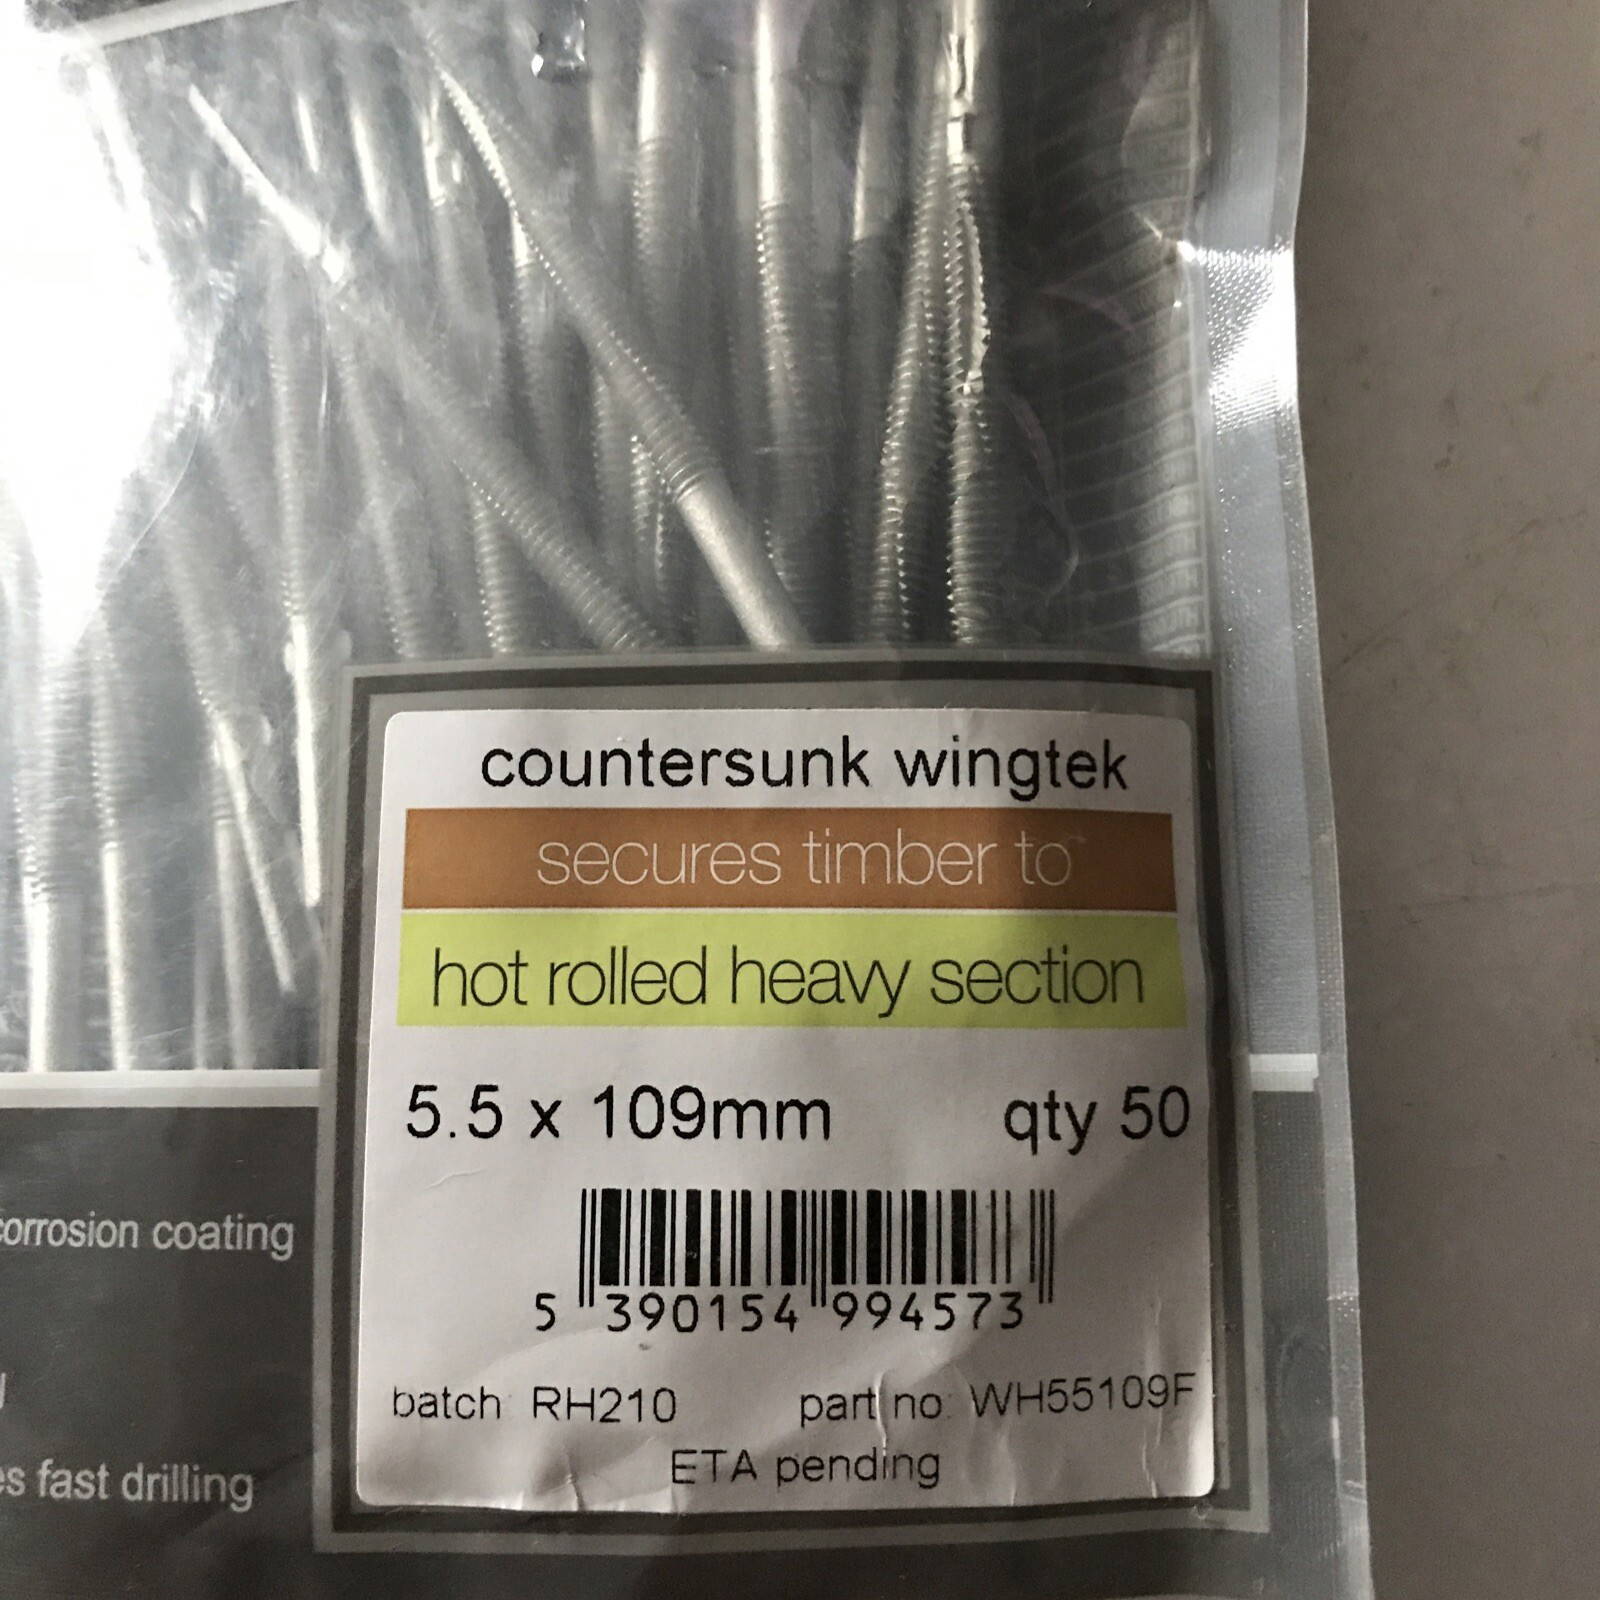 countersunk wingtek
secures timber to
hot rolled heavy section
5.5 x 109mm qty 50
5 390154 994573
batch: RH210 part no: WH55109F
ETA pending
corrosion coating
es fast drilling